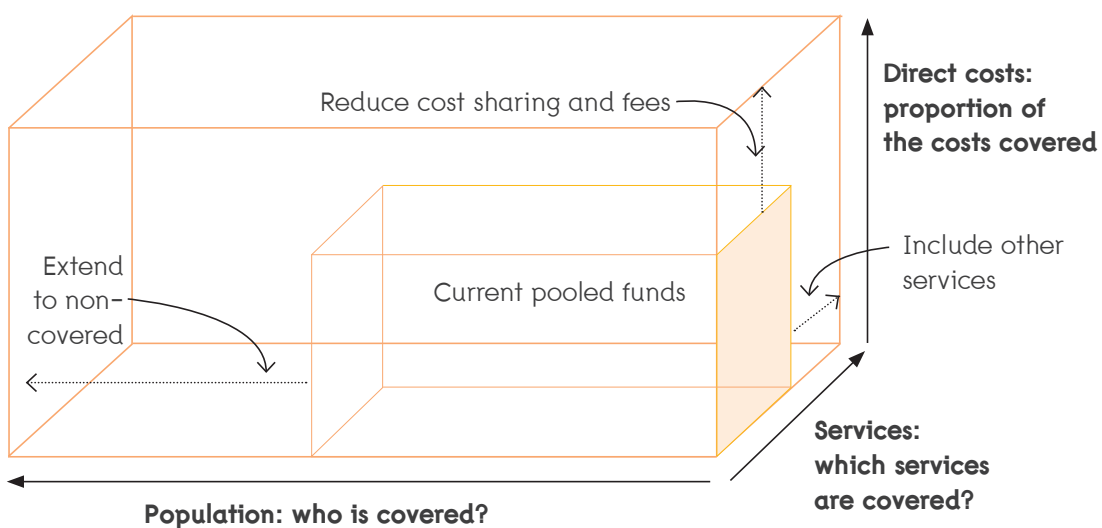 Reduce cost sharing and fees
Direct costs:
proportion of
the costs covered
Include other
services
Extend
to non-
covered
Current pooled funds
Services:
which services
are covered?
Population: who is covered?